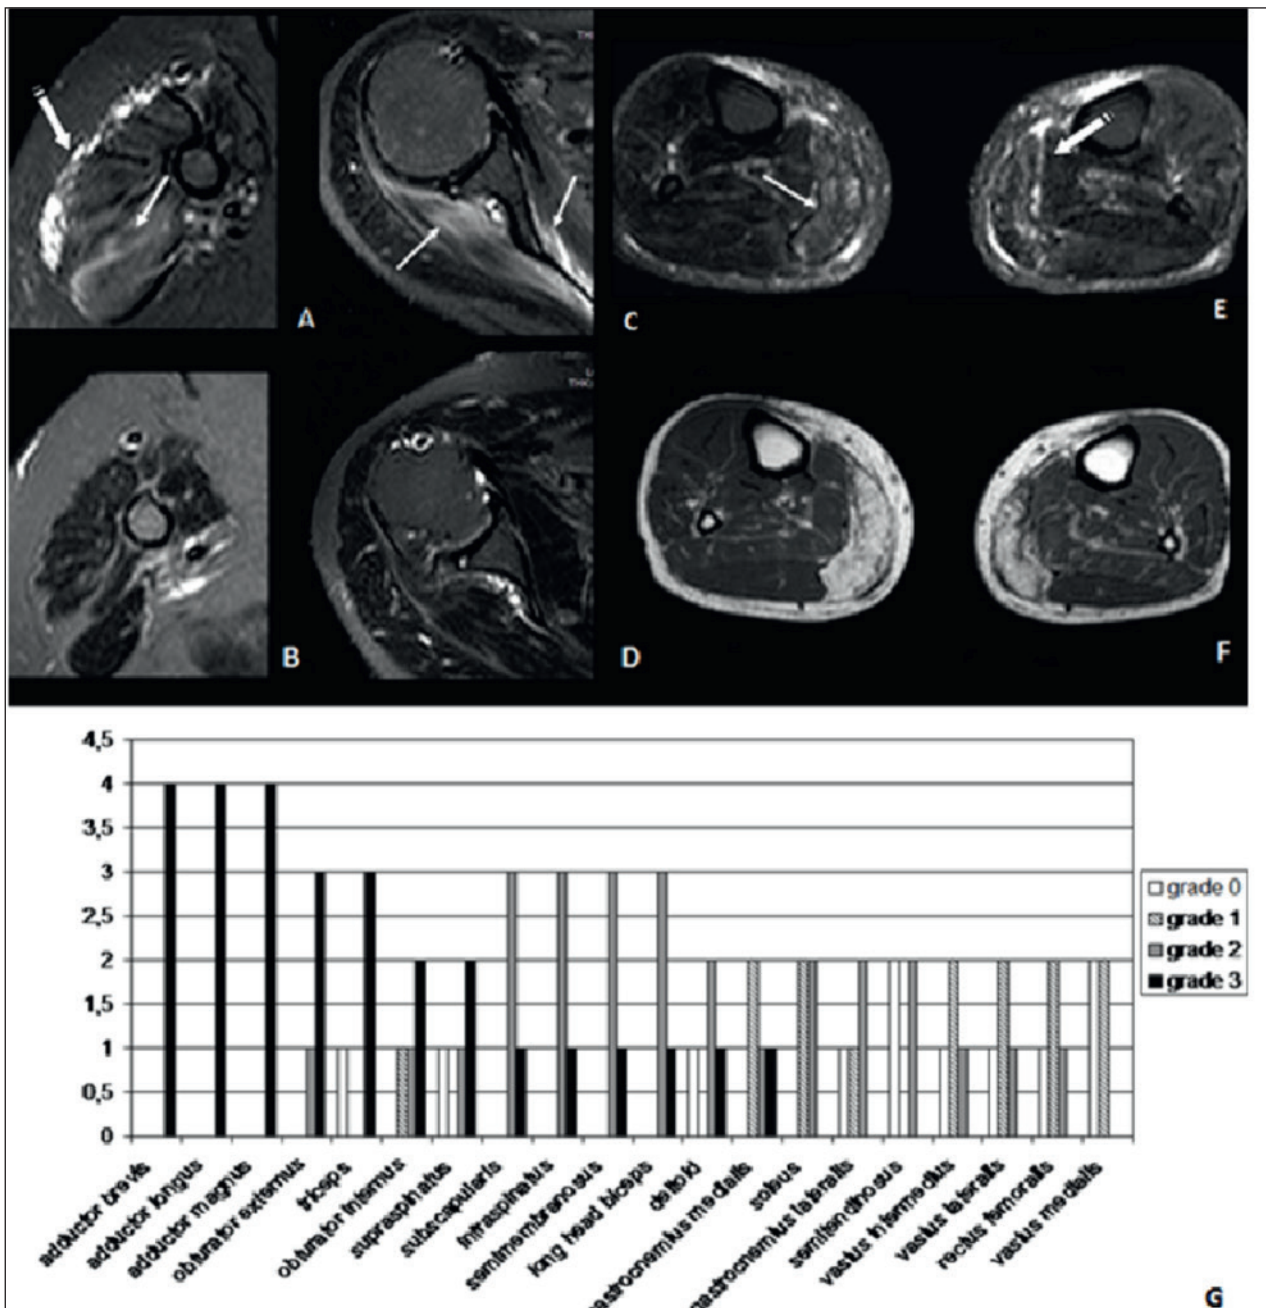 A
C
E
B
D
F
4,5
4
3,5
3
2,5
2
1,5
1
0,5
0
grade 0
grade 1
grade 2
grade 3
adductor brevis
adductor longus
adductor magnus
obturator externus
triceps
obturator internus
supraspinatus
subscapularis
infraspinatus
semimembranosus
long head biceps
deltoid
gastrocnemius medialis
soleus
gastrocnemius lateralis
semitendinosus
vastus intermedius
vastus lateralis
rectus femoralis
vastus medialis
G